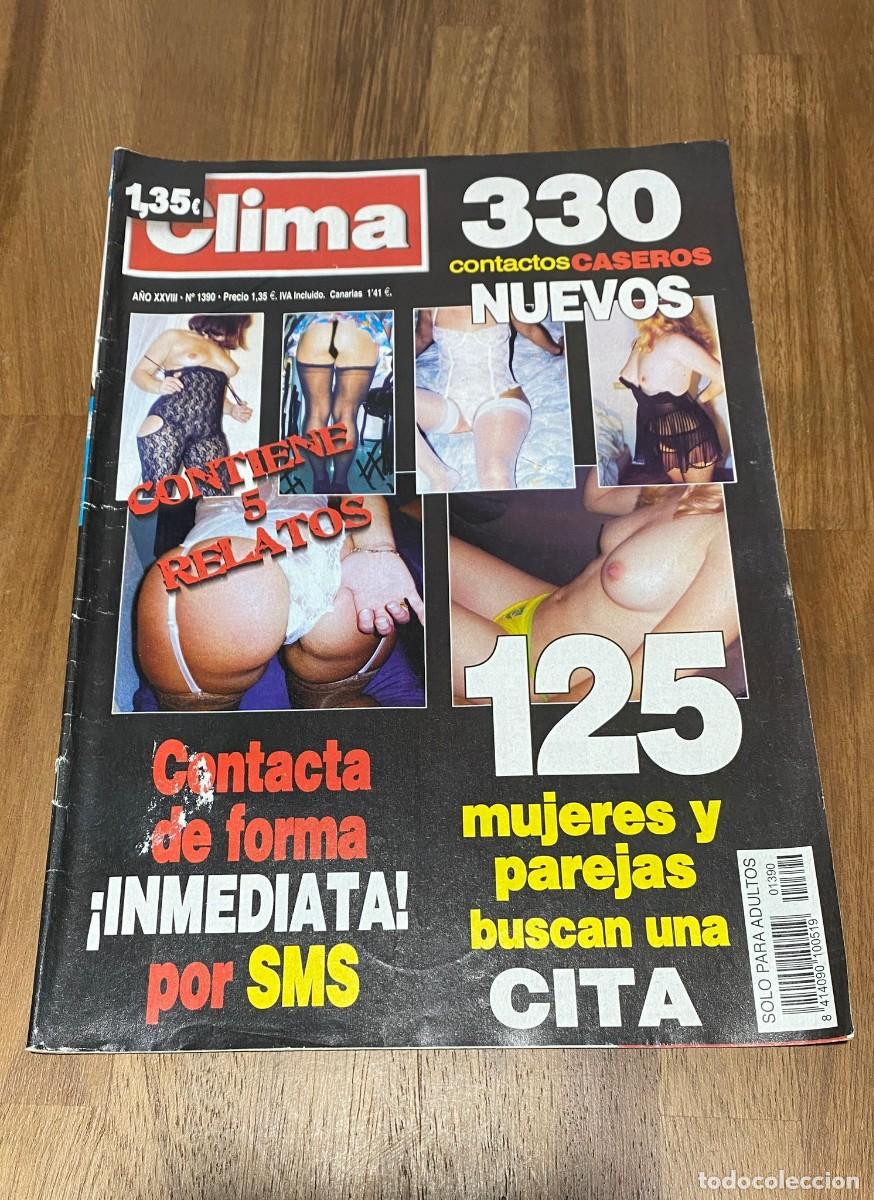 1,35€
Clima
AÑO XXVIII • Nº 1390 • Precio 1,35 €. IVA Incluido. Canarias 1'41 €.
330
contactos CASEROS
NUEVOS
CONTIENE
5
RELATOS
125
mujeres y
parejas
buscan una
CITA
Contacta
de forma
¡INMEDIATA!
por SMS
SOLO PARA ADULTOS
01390
8 414090 100519
todocoleccion